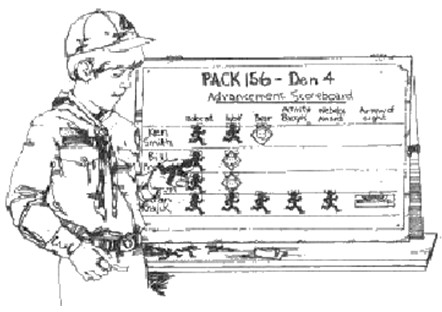 PACK 156 - Den 4
Advancement Scoreboard
Bobcat Wolf Bear Activity Badges Webelos Award Arrow of Light
Ken
Smith
Bill